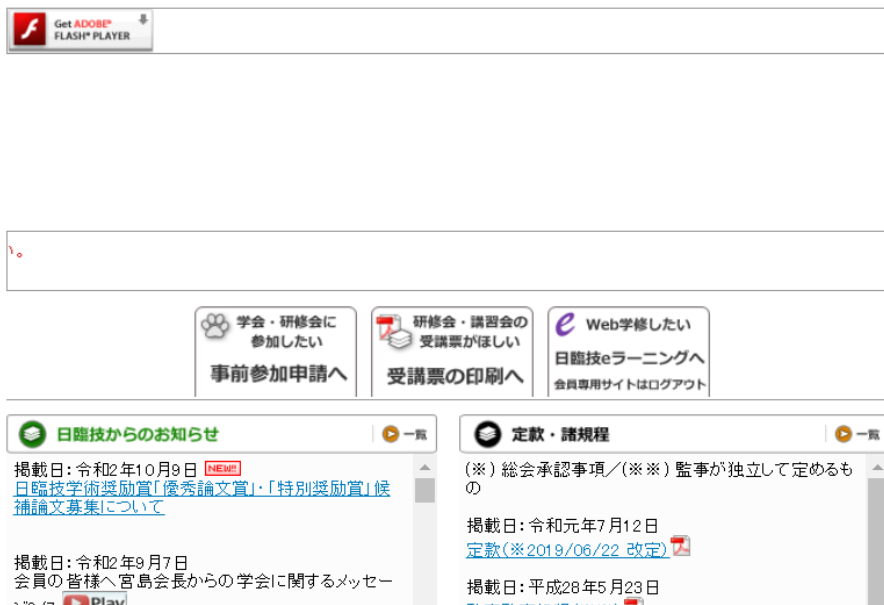 Get ADOBE®
FLASH® PLAYER
い。
学会・研修会に
参加したい
事前参加申請へ
研修会・講習会の
受講票がほしい
受講票の印刷へ
Web学修したい
日臨技eラーニングへ
会員専用サイトはログアウト
日臨技からのお知らせ
一覧
定款・諸規程
一覧
掲載日：令和2年10月9日 NEW!!
日臨技学術奨励賞「優秀論文賞」・「特別奨励賞」候
補論文募集について
掲載日：令和2年9月7日
会員の皆様へ宮島会長からの学会に関するメッセー
Play
(※)総会承認事項／(※※)監事が独立して定めるも
の
掲載日：令和元年7月12日
定款(※2019/06/22 改定)
掲載日：平成28年5月23日